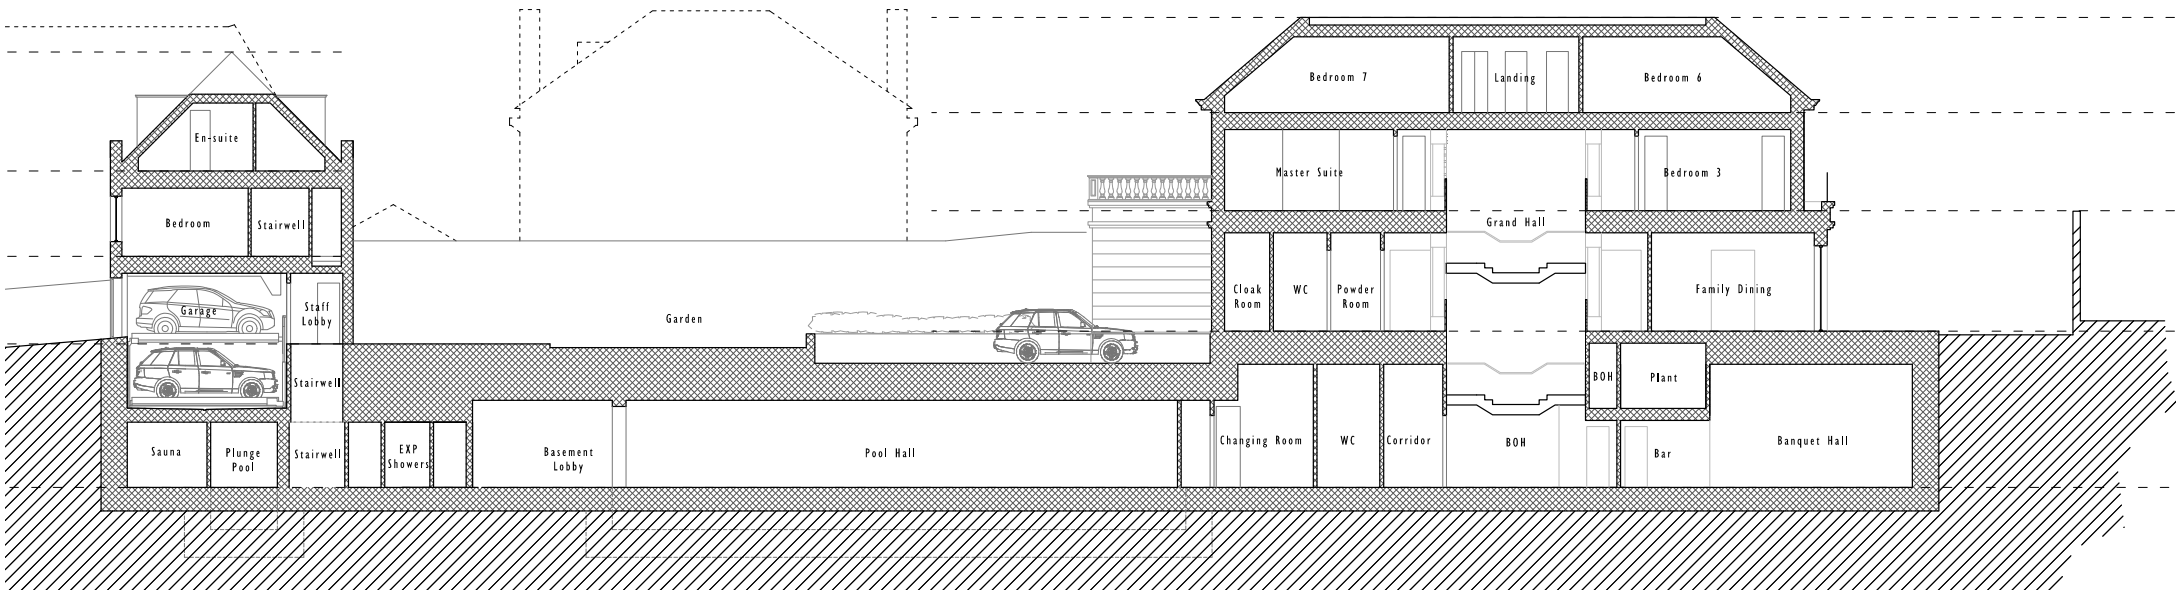 Bedroom 7
Landing
Bedroom 6
En-suite
Master Suite
Bedroom 3
Bedroom
Stairwell
Grand Hall
Garage
Staff
Lobby
Garden
Cloak
Room
WC
Powder
Room
Family Dining
Stairwell
BOH
Plant
Sauna
Plunge
Pool
Stairwell
EXP
Showers
Basement
Lobby
Pool Hall
Changing Room
WC
Corridor
BOH
Bar
Banquet Hall